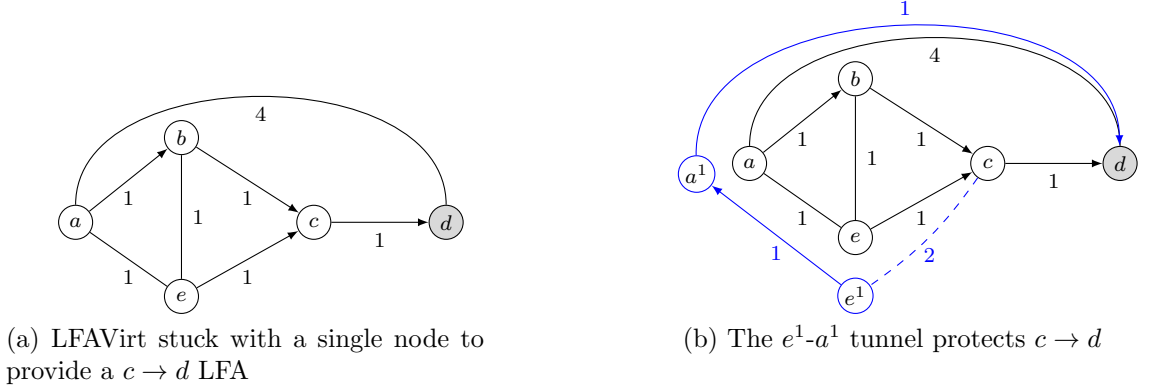 1
4
4
b
b
1
1
1
1
1
1
a
c
d
a¹
a
c
d
1
1
1
1
1
1
e
e
1
2
e¹
(a) LFAVirt stuck with a single node to
provide a c → d LFA
(b) The e¹-a¹ tunnel protects c → d